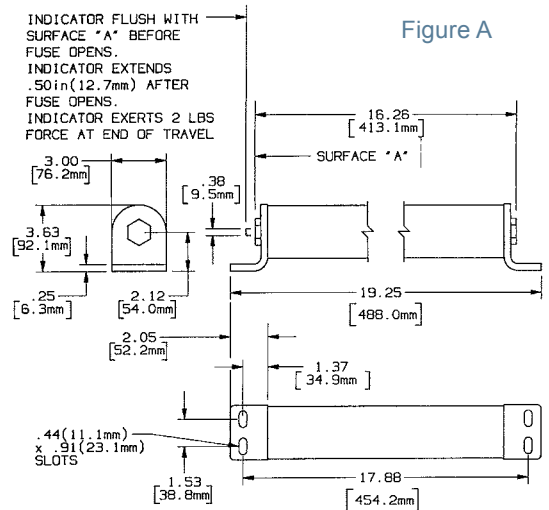 Figure A
INDICATOR FLUSH WITH
SURFACE "A" BEFORE
FUSE OPENS.
INDICATOR EXTENDS
.50in(12.7mm) AFTER
FUSE OPENS.
INDICATOR EXERTS 2 LBS
FORCE AT END OF TRAVEL
16.26
[413.1mm]
SURFACE "A"
3.00
[76.2mm]
.38
[9.5mm]
3.63
[92.1mm]
.25
[6.3mm]
2.12
[54.0mm]
19.25
[488.0mm]
2.05
[52.2mm]
1.37
[34.9mm]
.44(11.1mm)
x .91(23.1mm)
SLOTS
1.53
[38.8mm]
17.88
[454.2mm]